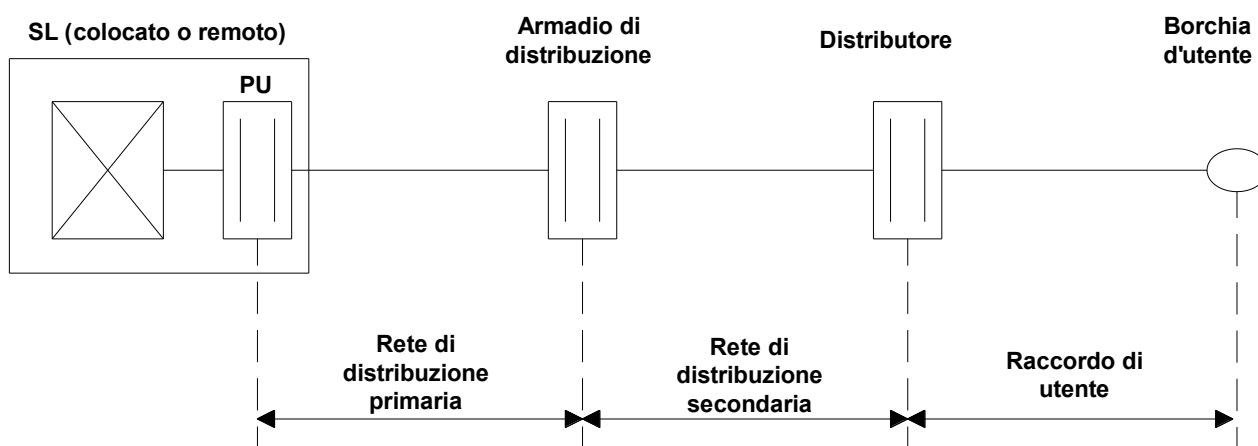 SL (colocato o remoto)
PU
Armadio di
distribuzione
Distributore
Borchia
d'utente
Rete di
distribuzione
primaria
Rete di
distribuzione
secondaria
Raccordo di
utente